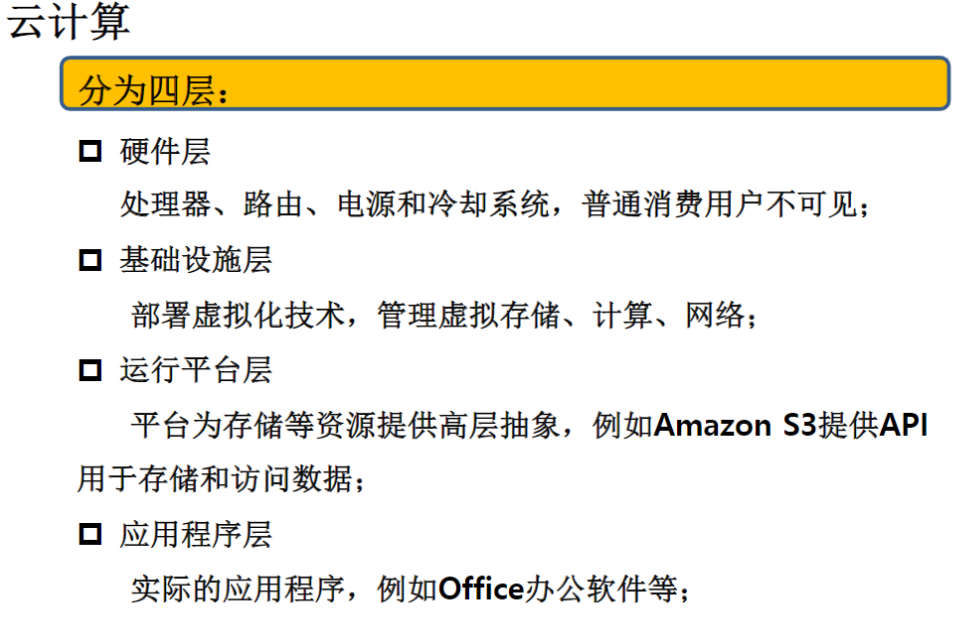 云计算
分为四层：
硬件层
处理器、路由、电源和冷却系统，普通消费用户不可见；
基础设施层
部署虚拟化技术，管理虚拟存储、计算、网络；
运行平台层
平台为存储等资源提供高层抽象，例如Amazon S3提供API
用于存储和访问数据；
应用程序层
实际的应用程序，例如Office办公软件等；